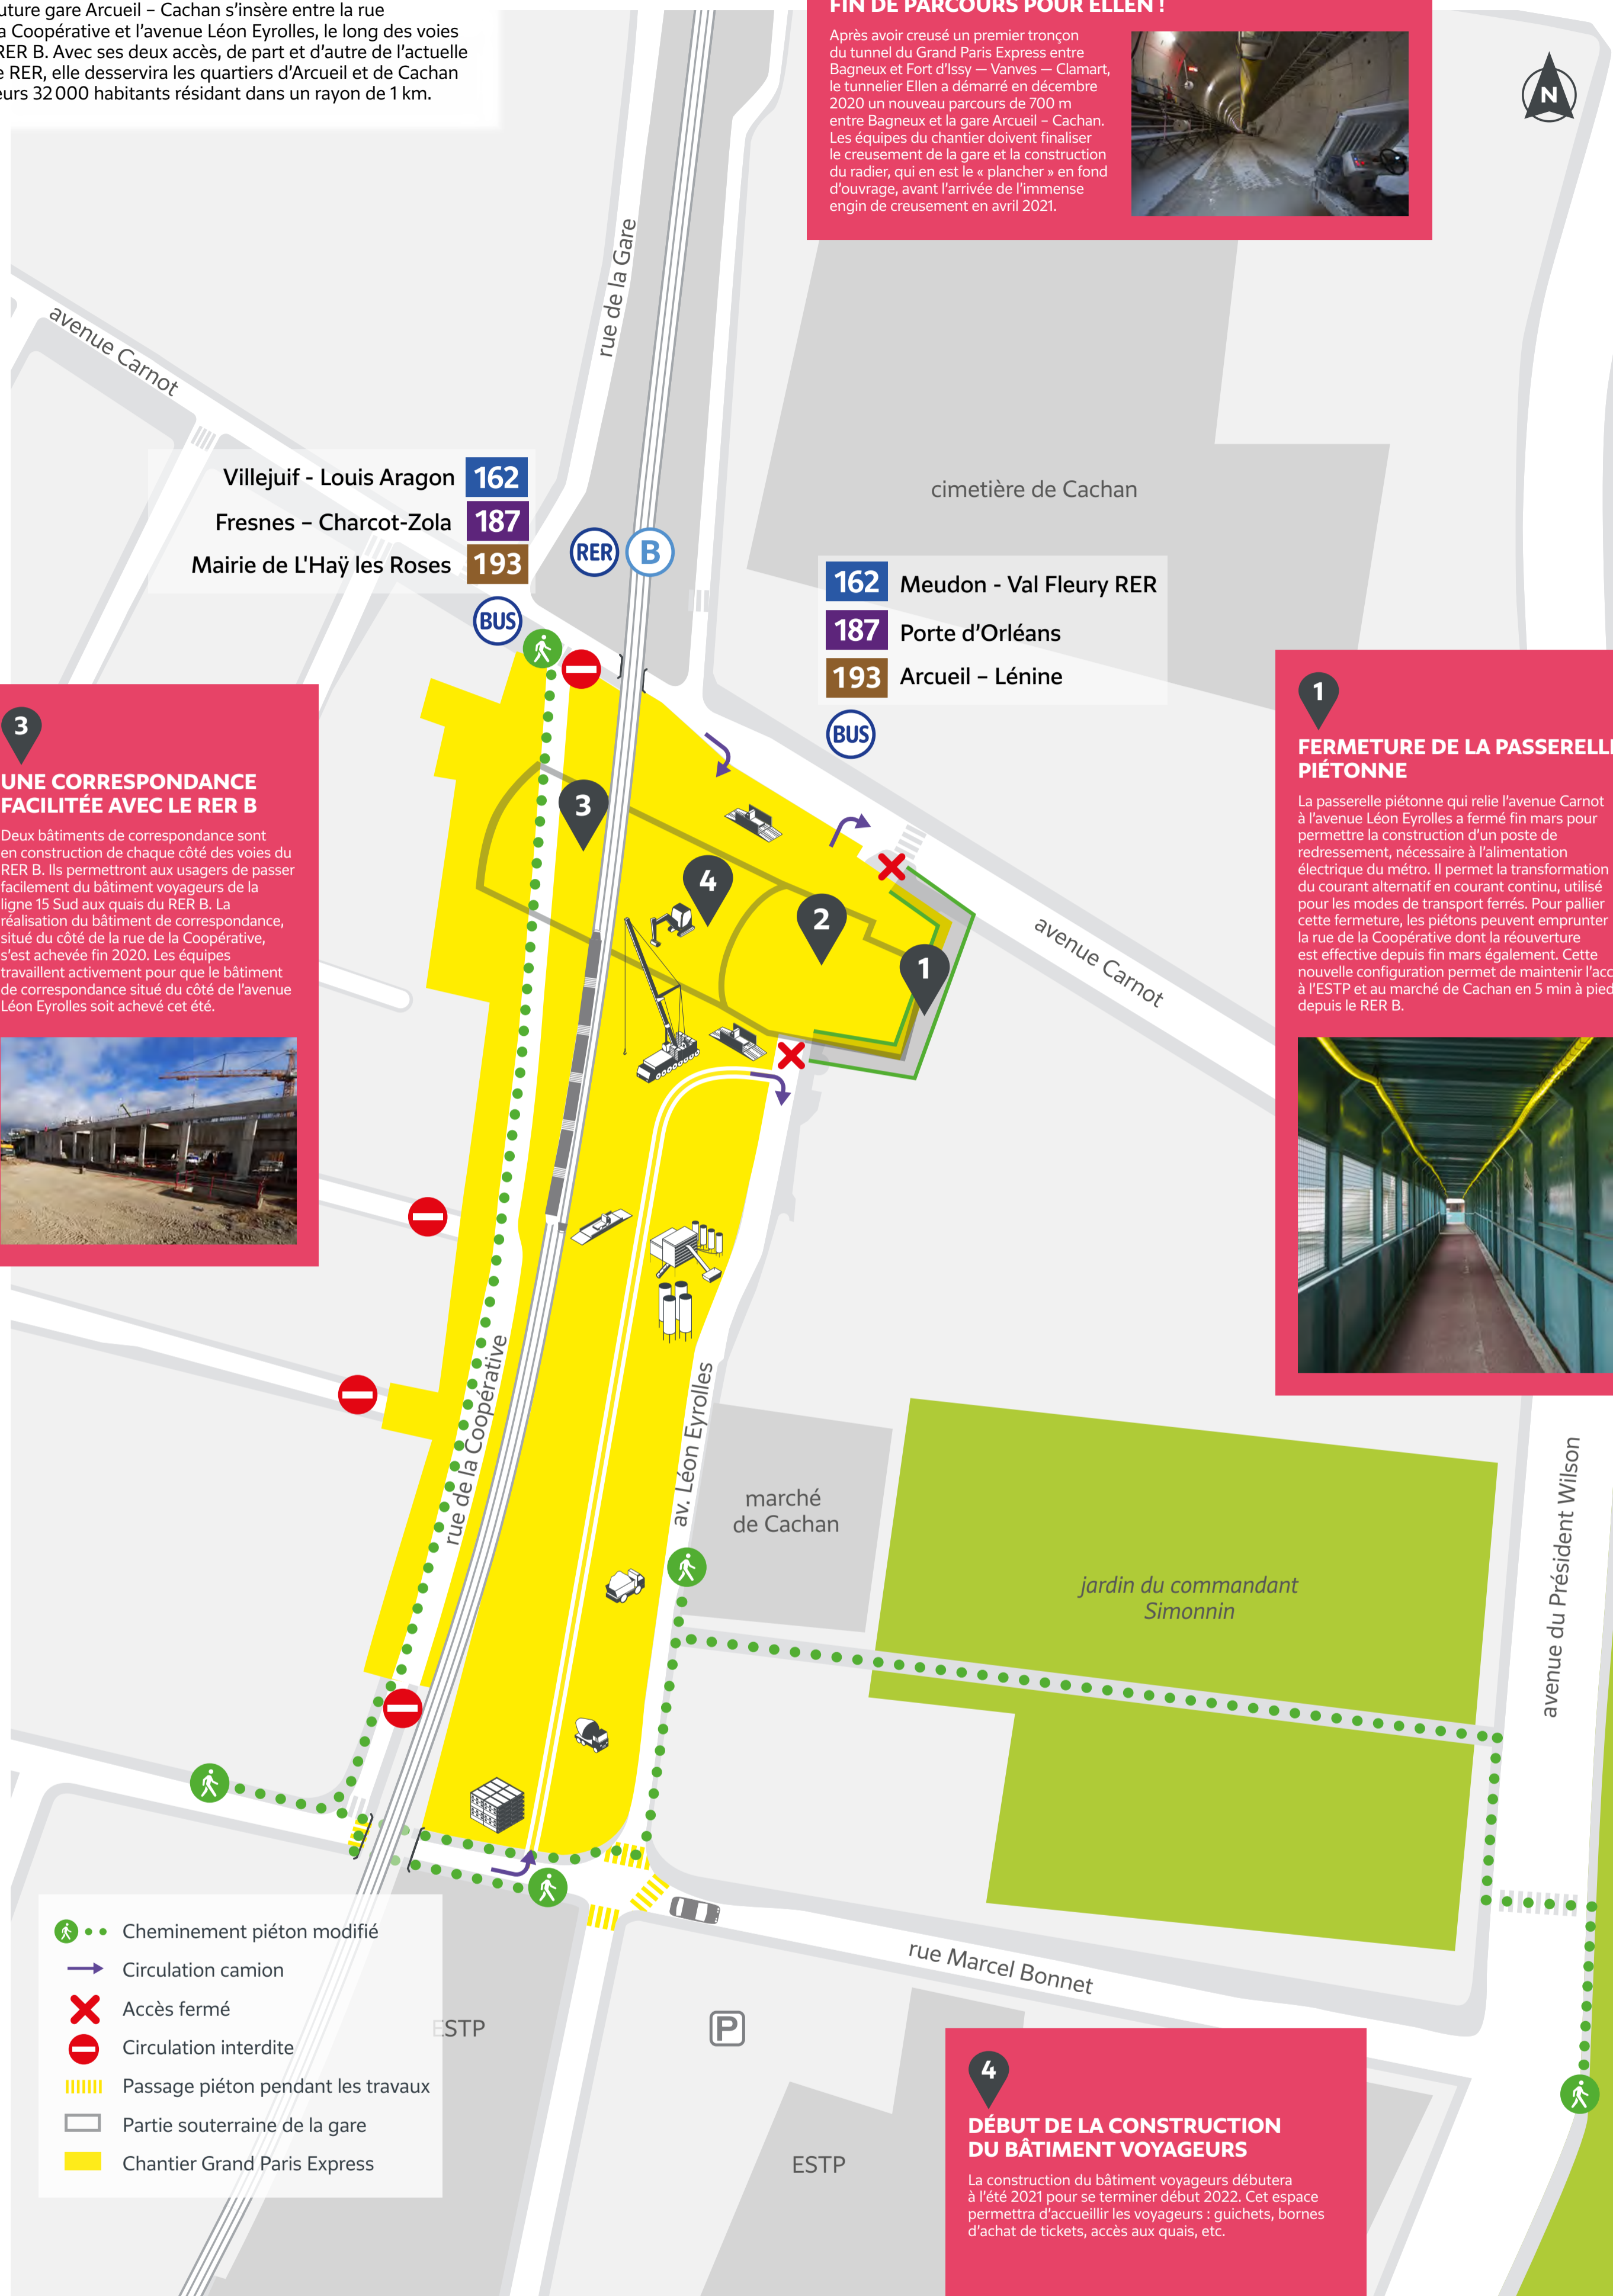 uture gare Arcueil – Cachan s'insère entre la rue
a Coopérative et l'avenue Léon Eyrolles, le long des voies
RER B. Avec ses deux accès, de part et d'autre de l'actuelle
e RER, elle desservira les quartiers d'Arcueil et de Cachan
eurs 32 000 habitants résidant dans un rayon de 1 km.
FIN DE PARCOURS POUR ELLEN !
Après avoir creusé un premier tronçon
du tunnel du Grand Paris Express entre
Bagneux et Fort d'Issy — Vanves — Clamart,
le tunnelier Ellen a démarré en décembre
2020 un nouveau parcours de 700 m
entre Bagneux et la gare Arcueil – Cachan.
Les équipes du chantier doivent finaliser
le creusement de la gare et la construction
du radier, qui en est le « plancher » en fond
d'ouvrage, avant l'arrivée de l'immense
engin de creusement en avril 2021.
N
rue de la Gare
avenue Carnot
Villejuif - Louis Aragon 162
Fresnes – Charcot-Zola 187
Mairie de L'Haÿ les Roses 193
BUS
RER B
cimetière de Cachan
162 Meudon - Val Fleury RER
187 Porte d'Orléans
193 Arcueil – Lénine
BUS
3
UNE CORRESPONDANCE
FACILITÉE AVEC LE RER B
Deux bâtiments de correspondance sont
en construction de chaque côté des voies du
RER B. Ils permettront aux usagers de passer
facilement du bâtiment voyageurs de la
ligne 15 Sud aux quais du RER B. La
réalisation du bâtiment de correspondance,
situé du côté de la rue de la Coopérative,
s'est achevée fin 2020. Les équipes
travaillent activement pour que le bâtiment
de correspondance situé du côté de l'avenue
Léon Eyrolles soit achevé cet été.
1
FERMETURE DE LA PASSERELLE
PIÉTONNE
La passerelle piétonne qui relie l'avenue Carnot
à l'avenue Léon Eyrolles a fermé fin mars pour
permettre la construction d'un poste de
redressement, nécessaire à l'alimentation
électrique du métro. Il permet la transformation
du courant alternatif en courant continu, utilisé
pour les modes de transport ferrés. Pour pallier
cette fermeture, les piétons peuvent emprunter
la rue de la Coopérative dont la réouverture
est effective depuis fin mars également. Cette
nouvelle configuration permet de maintenir l'acc
à l'ESTP et au marché de Cachan en 5 min à pied
depuis le RER B.
3
4
2
1
avenue Carnot
rue de la Coopérative
av. Léon Eyrolles
marché
de Cachan
jardin du commandant
Simonnin
avenue du Président Wilson
rue Marcel Bonnet
Cheminement piéton modifié
Circulation camion
Accès fermé
Circulation interdite
Passage piéton pendant les travaux
Partie souterraine de la gare
Chantier Grand Paris Express
ESTP
P
ESTP
4
DÉBUT DE LA CONSTRUCTION
DU BÂTIMENT VOYAGEURS
La construction du bâtiment voyageurs débutera
à l'été 2021 pour se terminer début 2022. Cet espace
permettra d'accueillir les voyageurs : guichets, bornes
d'achat de tickets, accès aux quais, etc.